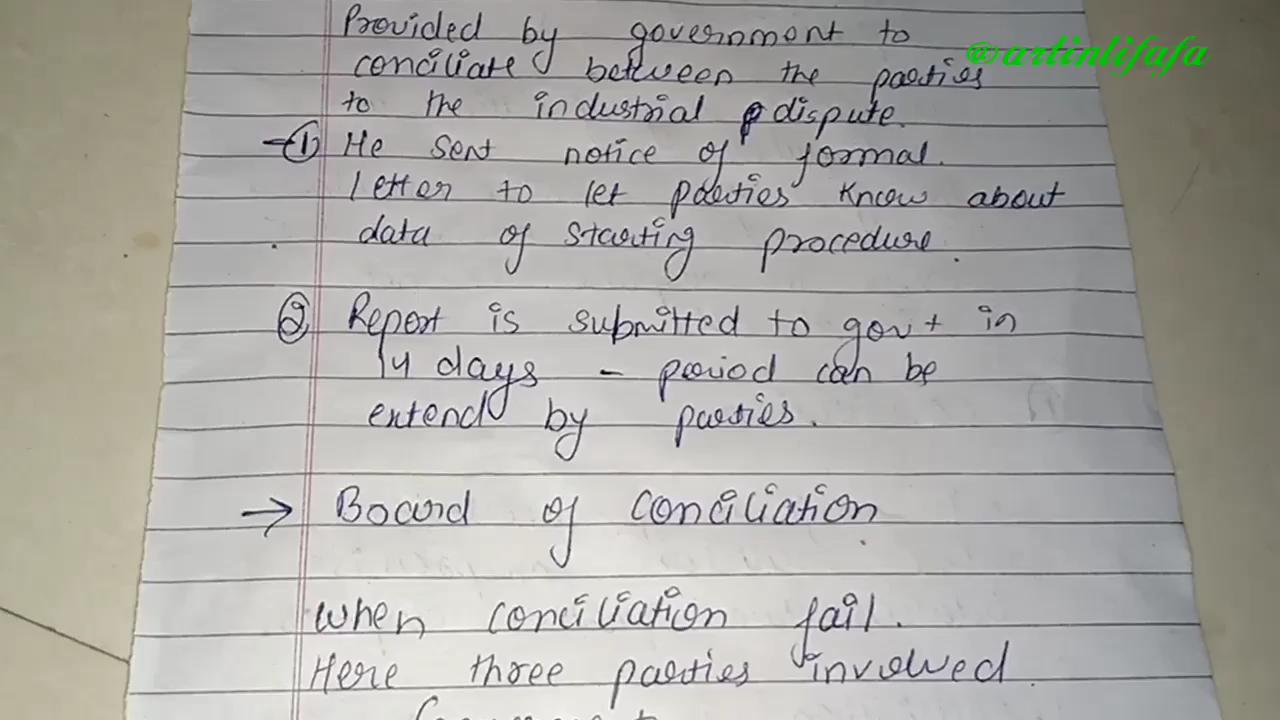 Provided by government to
@artinlifafa
conciliate between the parties
to the industrial dispute.
① He sent notice of formal.
letter to let parties know about
data of starting procedure.
② Report is submitted to govt in
14 days - period can be
extend by parties.
→ Board of conciliation
when conciliation fail.
Here three parties involved